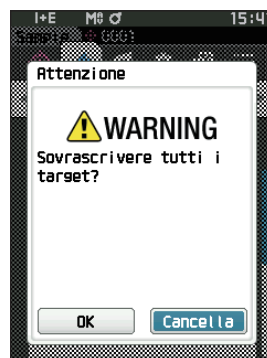 I+E M 15:4
Sample 0001
Attenzione
WARNING
Sovrascrivere tutti i
target?
OK Cancella